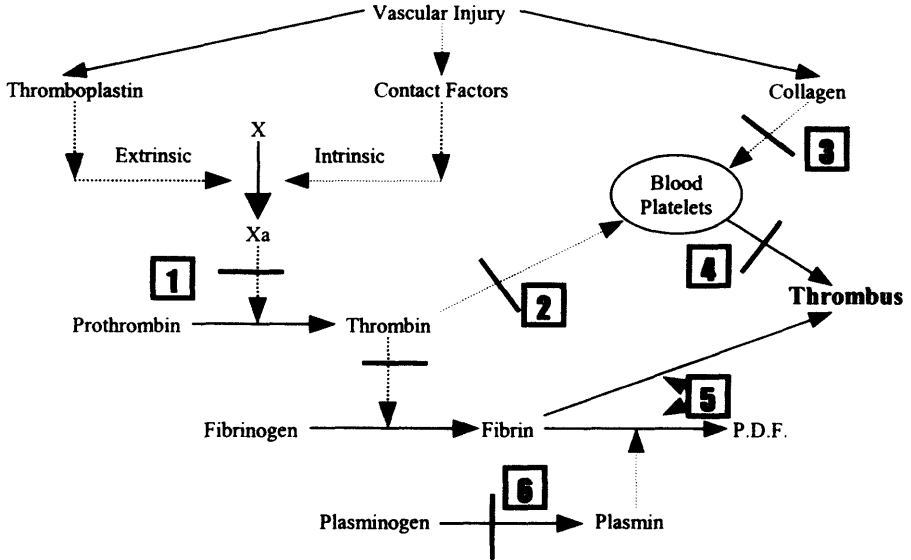 Vascular Injury
Thromboplastin
Contact Factors
Collagen
X
Extrinsic
Intrinsic
3
Blood
Platelets
Xa
1
4
2
Thrombus
Prothrombin
Thrombin
5
Fibrinogen
Fibrin
P.D.F.
6
Plasminogen
Plasmin